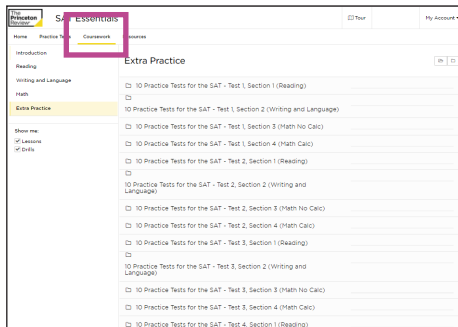 The
Princeton
Review
SAT Essentials
Tour
My Account
Home Practice Tests Coursework Resources
Introduction
Reading
Writing and Language
Math
Extra Practice
Show me:
Lessons
Drills
Extra Practice
10 Practice Tests for the SAT - Test 1, Section 1 (Reading)
10 Practice Tests for the SAT - Test 1, Section 2 (Writing and Language)
10 Practice Tests for the SAT - Test 1, Section 3 (Math No Calc)
10 Practice Tests for the SAT - Test 1, Section 4 (Math Calc)
10 Practice Tests for the SAT - Test 2, Section 1 (Reading)
10 Practice Tests for the SAT - Test 2, Section 2 (Writing and
Language)
10 Practice Tests for the SAT - Test 2, Section 3 (Math No Calc)
10 Practice Tests for the SAT - Test 2, Section 4 (Math Calc)
10 Practice Tests for the SAT - Test 3, Section 1 (Reading)
10 Practice Tests for the SAT - Test 3, Section 2 (Writing and
Language)
10 Practice Tests for the SAT - Test 3, Section 3 (Math No Calc)
10 Practice Tests for the SAT - Test 3, Section 4 (Math Calc)
10 Practice Tests for the SAT - Test 4, Section 1 (Reading)